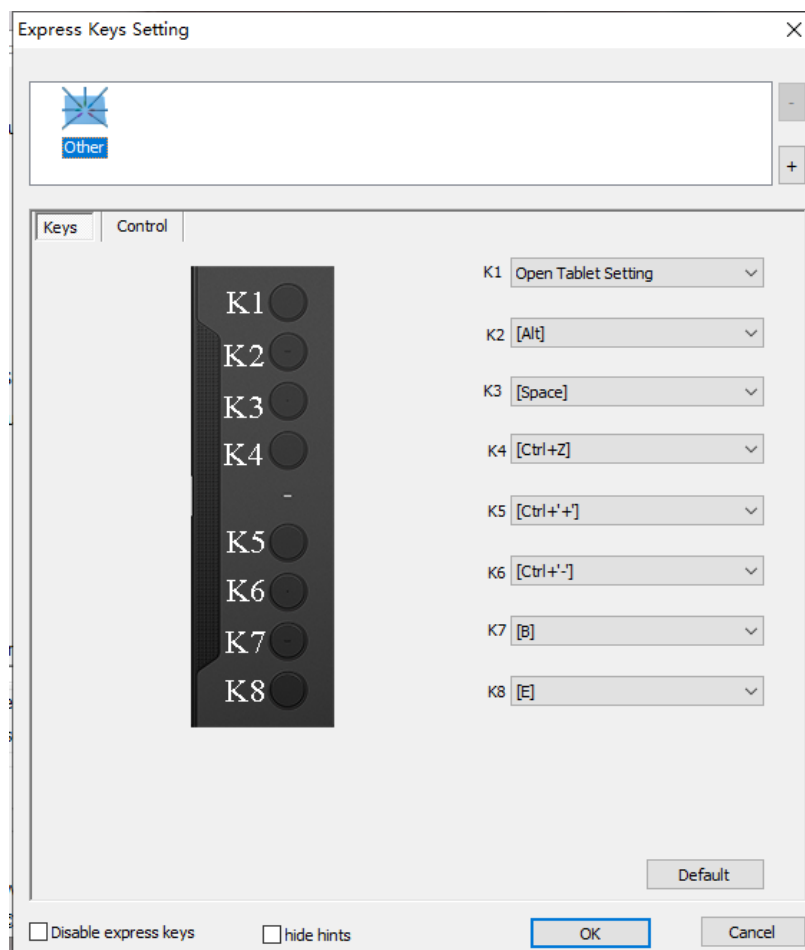 Express Keys Setting
Other
-
+
Keys
Control
K1
K2
K3
K4
K5
K6
K7
K8
K1 Open Tablet Setting
K2 [Alt]
K3 [Space]
K4 [Ctrl+Z]
K5 [Ctrl+'+']
K6 [Ctrl+'-']
K7 [B]
K8 [E]
Default
Disable express keys
hide hints
OK
Cancel